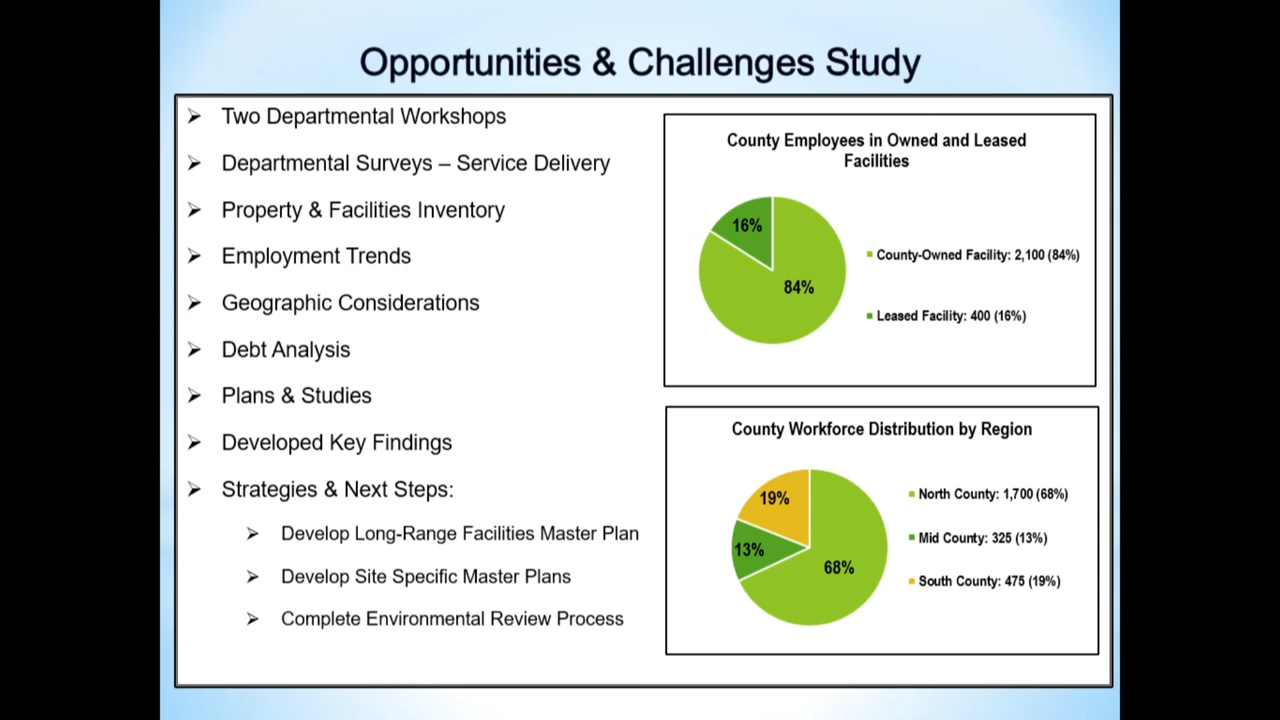 Opportunities & Challenges Study
Two Departmental Workshops
Departmental Surveys – Service Delivery
Property & Facilities Inventory
Employment Trends
Geographic Considerations
Debt Analysis
Plans & Studies
Developed Key Findings
Strategies & Next Steps:
Develop Long-Range Facilities Master Plan
Develop Site Specific Master Plans
Complete Environmental Review Process
County Employees in Owned and Leased
Facilities
16%
84%
County-Owned Facility: 2,100 (84%)
Leased Facility: 400 (16%)
County Workforce Distribution by Region
19%
13%
68%
North County: 1,700 (68%)
Mid County: 325 (13%)
South County: 475 (19%)